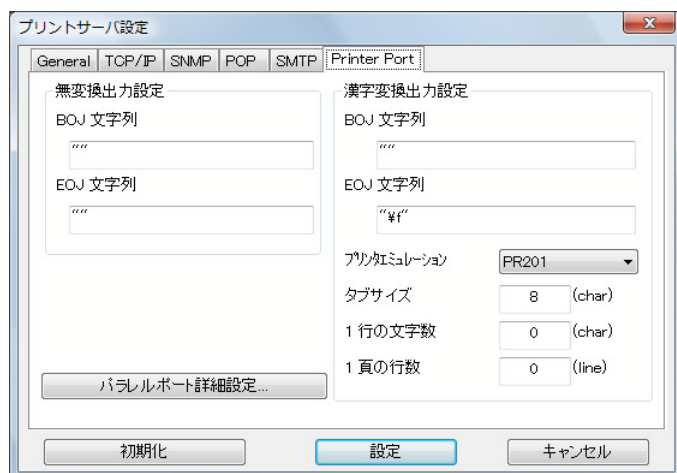 プリントサーバ設定
General TCP/IP SNMP POP SMTP Printer Port
無変換出力設定
BOJ 文字列
""
EOJ 文字列
""
パラレルポート詳細設定...
漢字変換出力設定
BOJ 文字列
""
EOJ 文字列
"¥f"
プリンタエミュレーション PR201
タブサイズ 8 (char)
1 行の文字数 0 (char)
1 頁の行数 0 (line)
初期化 設定 キャンセル